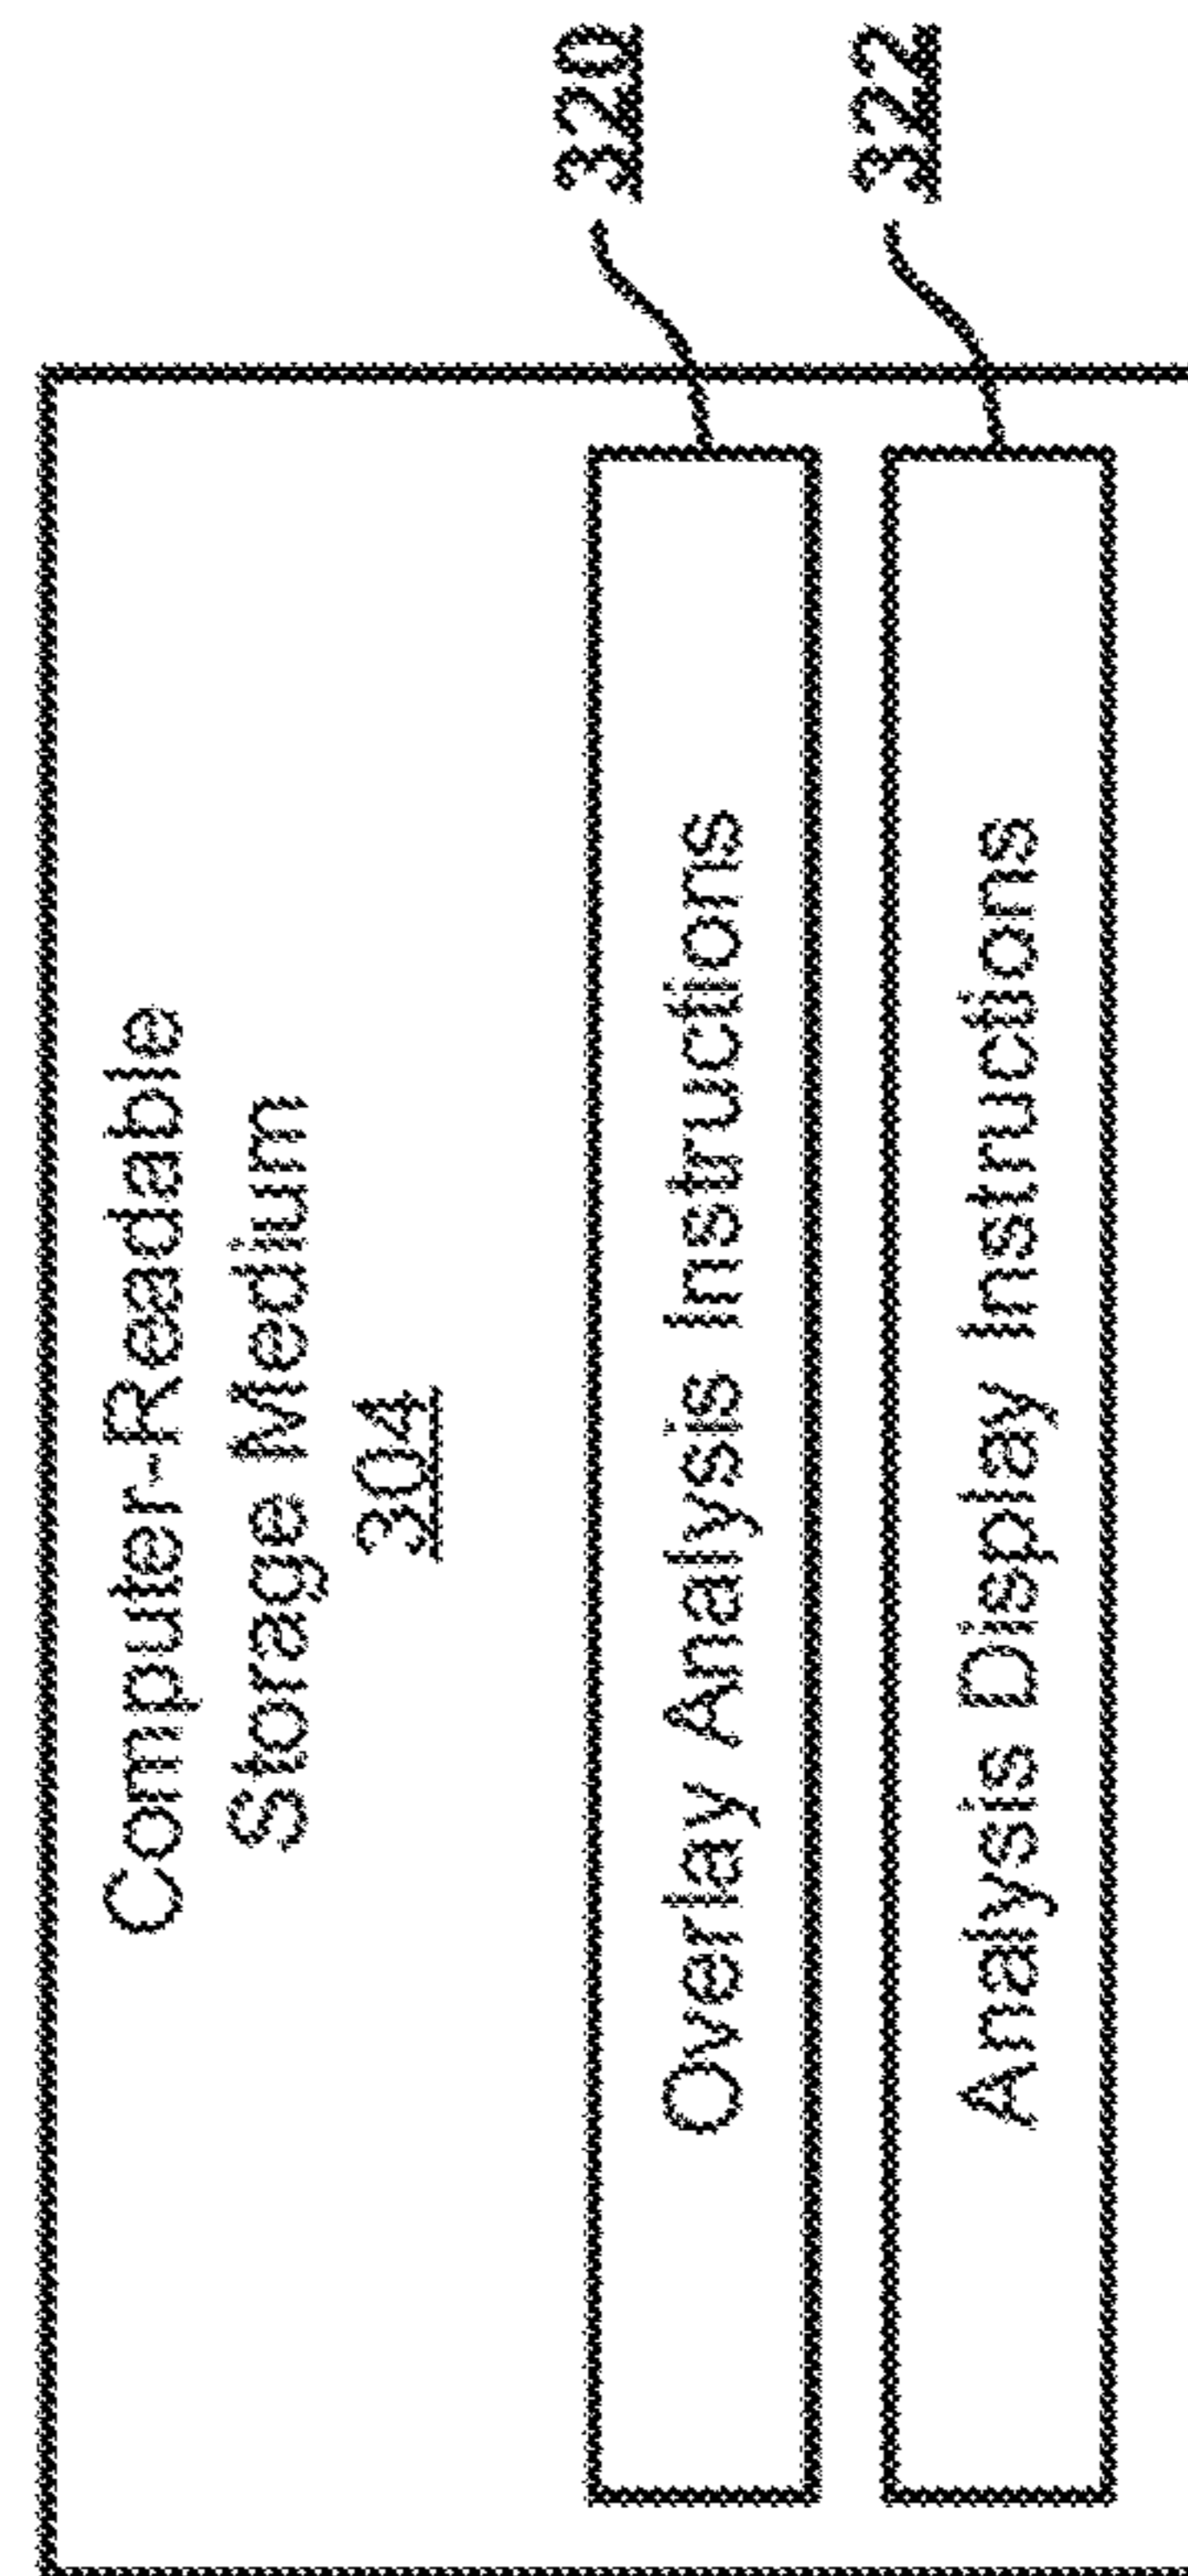 Computer-Readable
Storage Medium
304
Overlay Analysis Instructions
320
Analysis Display Instructions
322